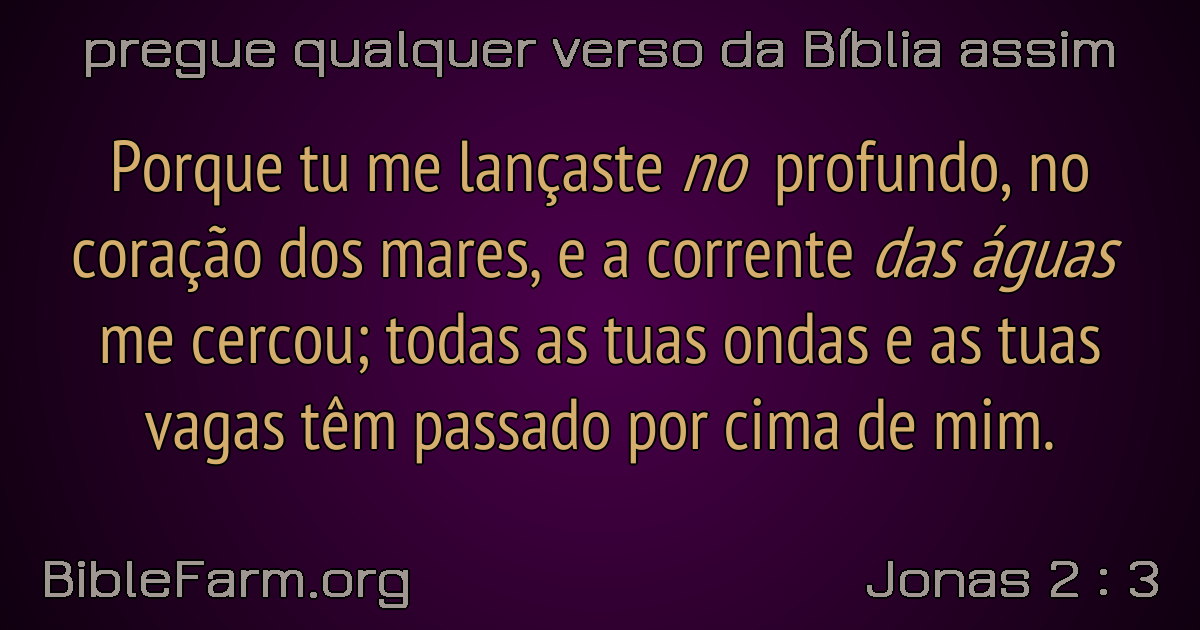 pregue qualquer verso da Bíblia assim
Porque tu me lançaste no profundo, no
coração dos mares, e a corrente das águas
me cercou; todas as tuas ondas e as tuas
vagas têm passado por cima de mim.
BibleFarm.org
Jonas 2 : 3